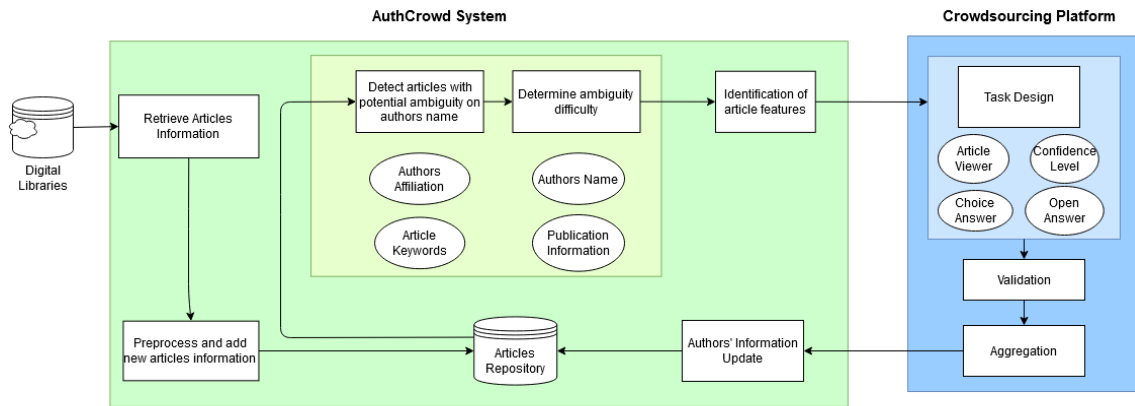 AuthCrowd System
Crowdsourcing Platform
Digital
Libraries
Retrieve Articles
Information
Detect articles with
potential ambiguity on
authors name
Determine ambiguity
difficulty
Identification of
article features
Task Design
Article
Viewer
Confidence
Level
Choice
Answer
Open
Answer
Authors
Affiliation
Authors Name
Article
Keywords
Publication
Information
Validation
Preprocess and add
new articles information
Articles
Repository
Authors' Information
Update
Aggregation